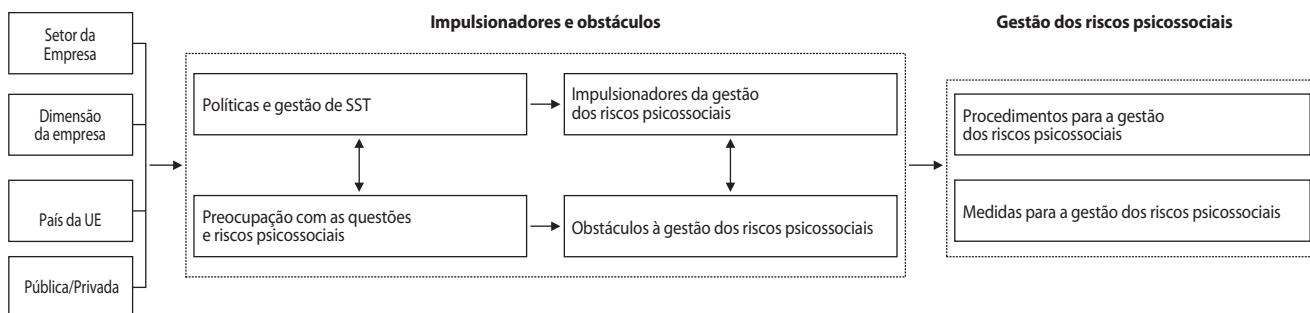 Impulsionadores e obstáculos
Gestão dos riscos psicossociais
Setor da
Empresa
Dimensão
da empresa
País da UE
Pública/Privada
Políticas e gestão de SST
Impulsionadores da gestão
dos riscos psicossociais
Preocupação com as questões
e riscos psicossociais
Obstáculos à gestão dos riscos psicossociais
Procedimentos para a gestão
dos riscos psicossociais
Medidas para a gestão dos riscos psicossociais